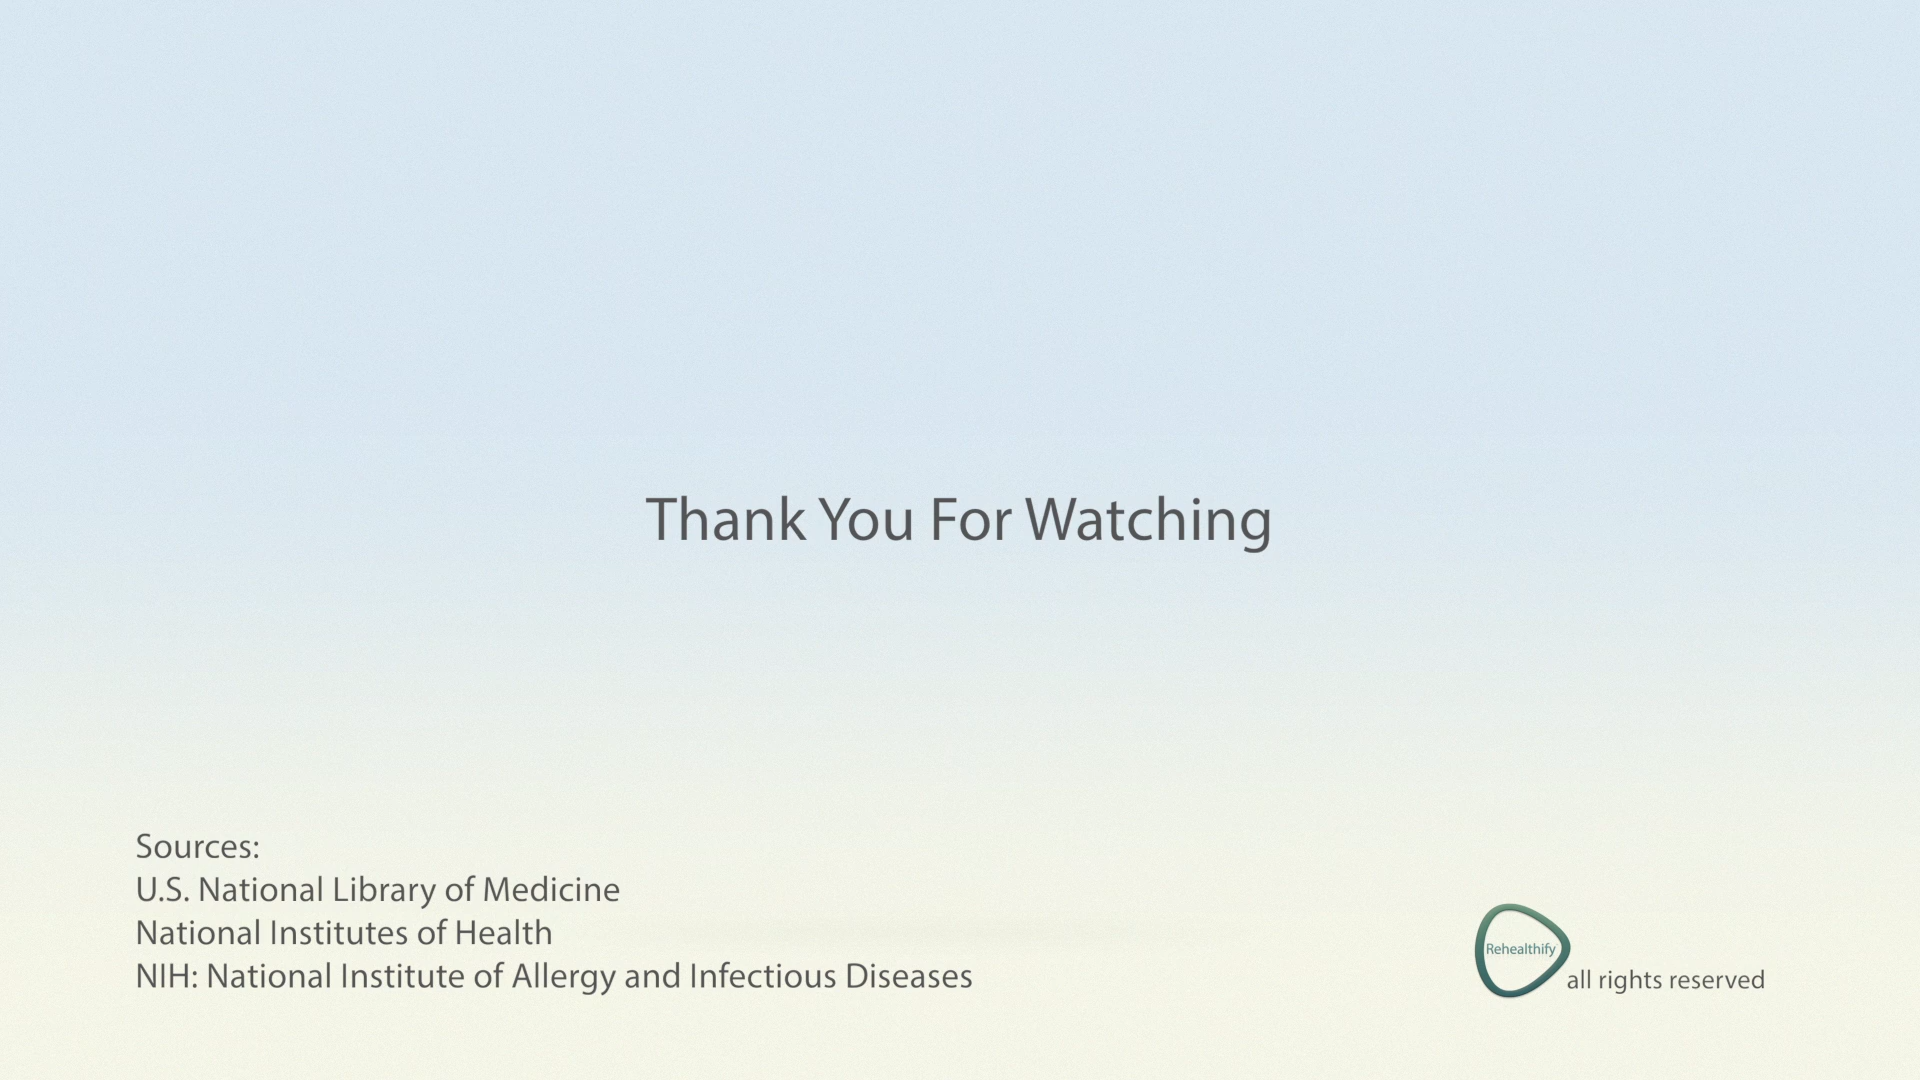 Thank You For Watching
Sources:
U.S. National Library of Medicine
National Institutes of Health
NIH: National Institute of Allergy and Infectious Diseases
Rehealthify
all rights reserved